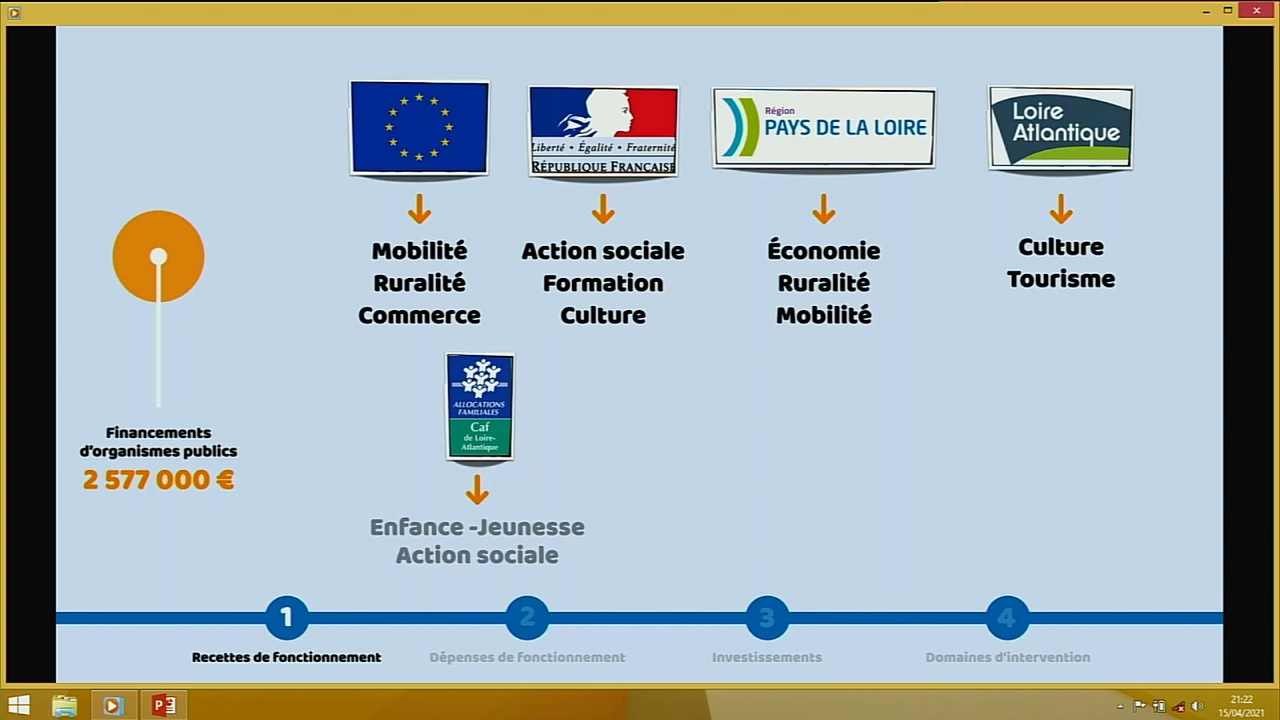 Région
PAYS DE LA LOIRE
Loire
Atlantique
Liberté • Égalité • Fraternité
RÉPUBLIQUE FRANÇAISE
Mobilité
Ruralité
Commerce
Action sociale
Formation
Culture
Économie
Ruralité
Mobilité
Culture
Tourisme
ALLOCATIONS
FAMILIALES
Caf
de Loire-
Atlantique
Financements
d'organismes publics
2 577 000 €
Enfance -Jeunesse
Action sociale
1
2
3
4
Recettes de fonctionnement
Dépenses de fonctionnement
Investissements
Domaines d'intervention
21:22
15/04/2021